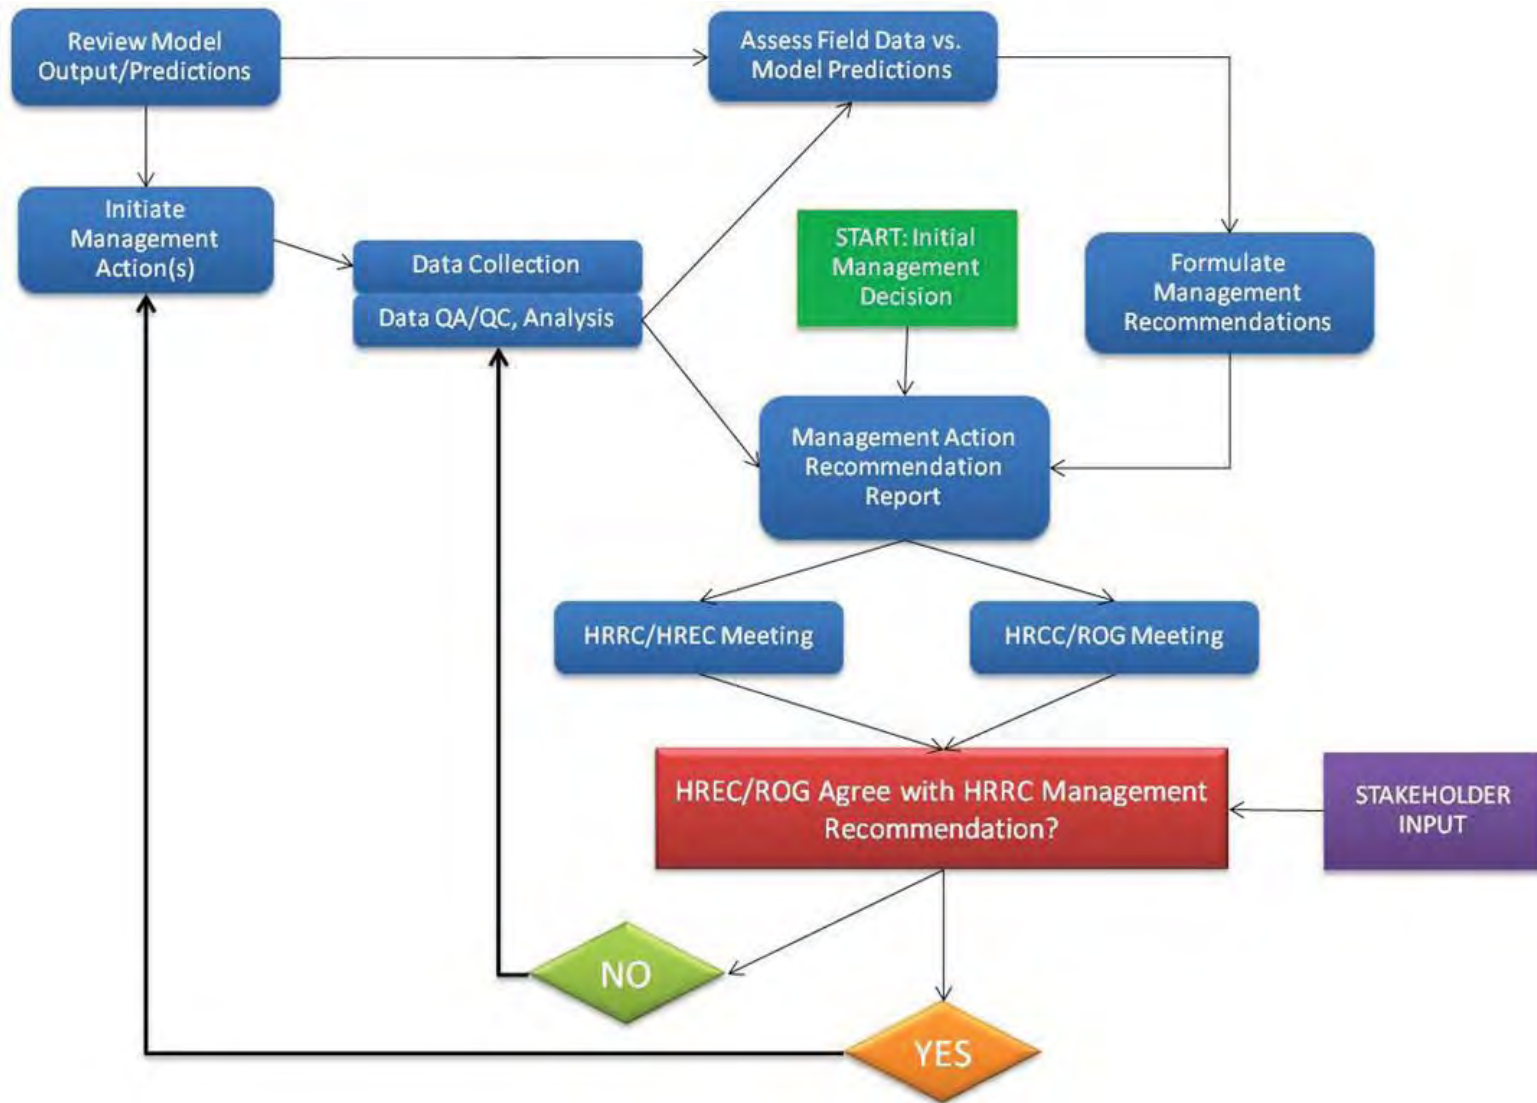 Review Model
Output/Predictions
Assess Field Data vs.
Model Predictions
Initiate
Management
Action(s)
Data Collection
Data QA/QC, Analysis
START: Initial
Management
Decision
Formulate
Management
Recommendations
Management Action
Recommendation
Report
HRRC/HREC Meeting
HRCC/ROG Meeting
HREC/ROG Agree with HRRC Management
Recommendation?
STAKEHOLDER
INPUT
NO
YES